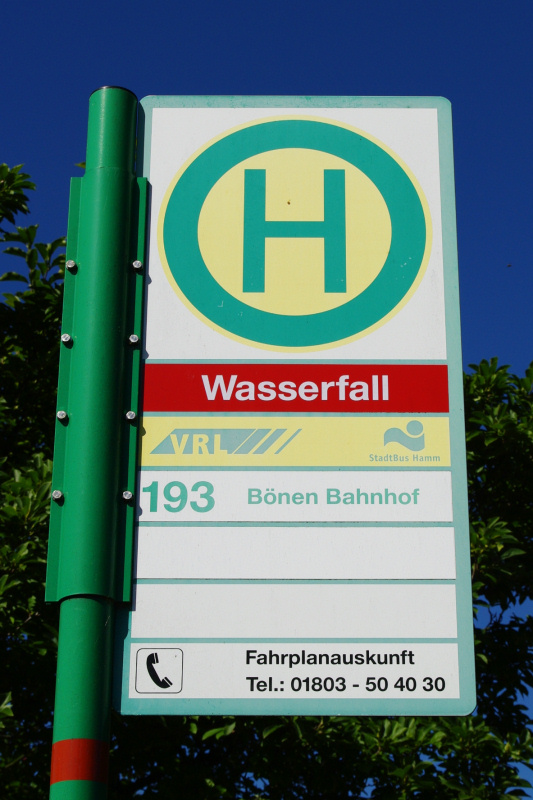 H
Wasserfall
VRL
StadtBus Hamm
193 Bönen Bahnhof
Fahrplanauskunft
Tel.: 01803 - 50 40 30